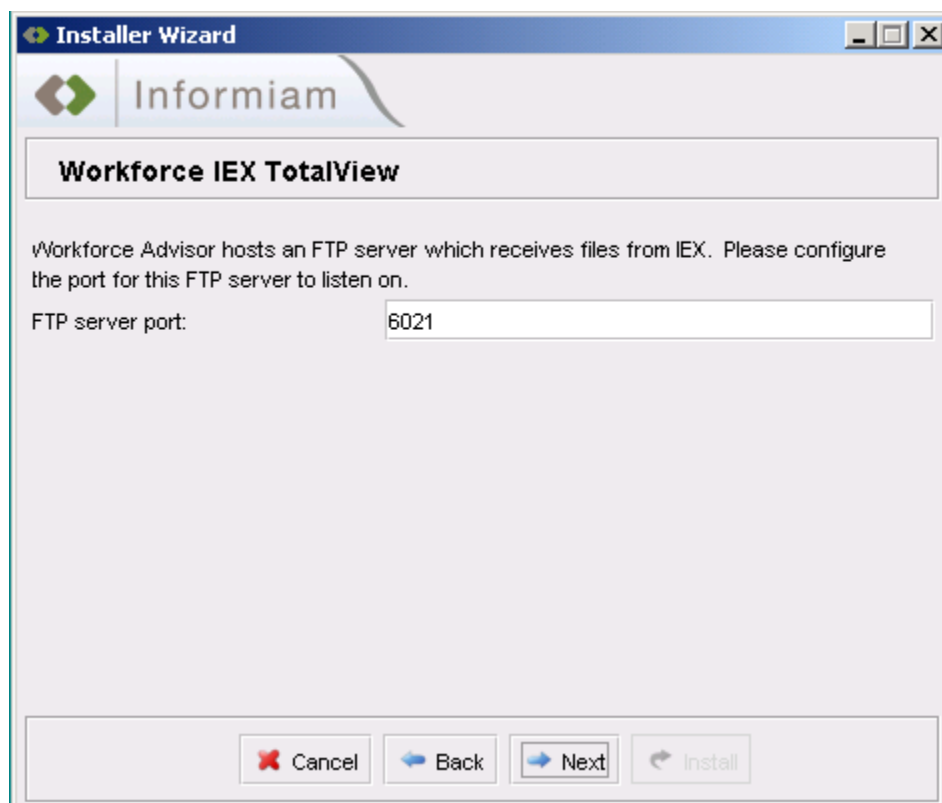 Installer Wizard
Informiam
Workforce IEX TotalView
Workforce Advisor hosts an FTP server which receives files from IEX. Please configure
the port for this FTP server to listen on.
FTP server port: 6021
Cancel Back Next Install